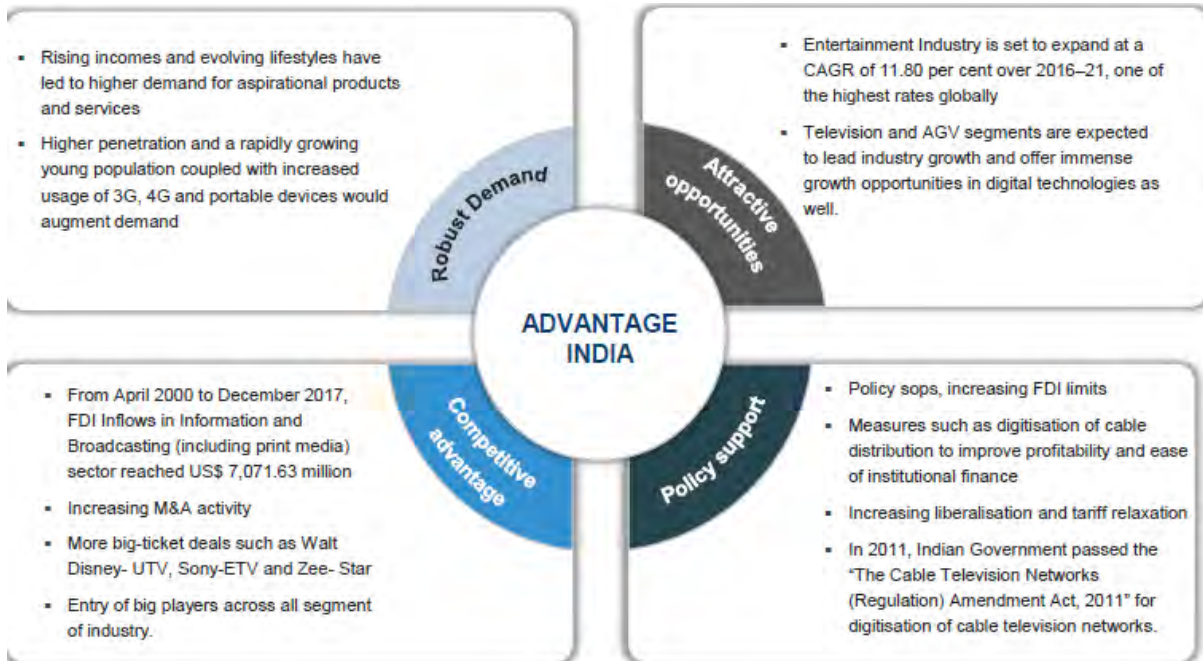 ▪ Rising incomes and evolving lifestyles have
led to higher demand for aspirational products
and services
▪ Higher penetration and a rapidly growing
young population coupled with increased
usage of 3G, 4G and portable devices would
augment demand
Robust Demand
▪ Entertainment Industry is set to expand at a
CAGR of 11.80 per cent over 2016–21, one of
the highest rates globally
▪ Television and AGV segments are expected
to lead industry growth and offer immense
growth opportunities in digital technologies as
well.
Attractive
opportunities
ADVANTAGE
INDIA
▪ From April 2000 to December 2017,
FDI Inflows in Information and
Broadcasting (including print media)
sector reached US$ 7,071.63 million
▪ Increasing M&A activity
▪ More big-ticket deals such as Walt
Disney- UTV, Sony-ETV and Zee- Star
▪ Entry of big players across all segment
of industry.
Competitive
advantage
▪ Policy sops, increasing FDI limits
▪ Measures such as digitisation of cable
distribution to improve profitability and ease
of institutional finance
▪ Increasing liberalisation and tariff relaxation
▪ In 2011, Indian Government passed the
“The Cable Television Networks
(Regulation) Amendment Act, 2011” for
digitisation of cable television networks.
Policy support